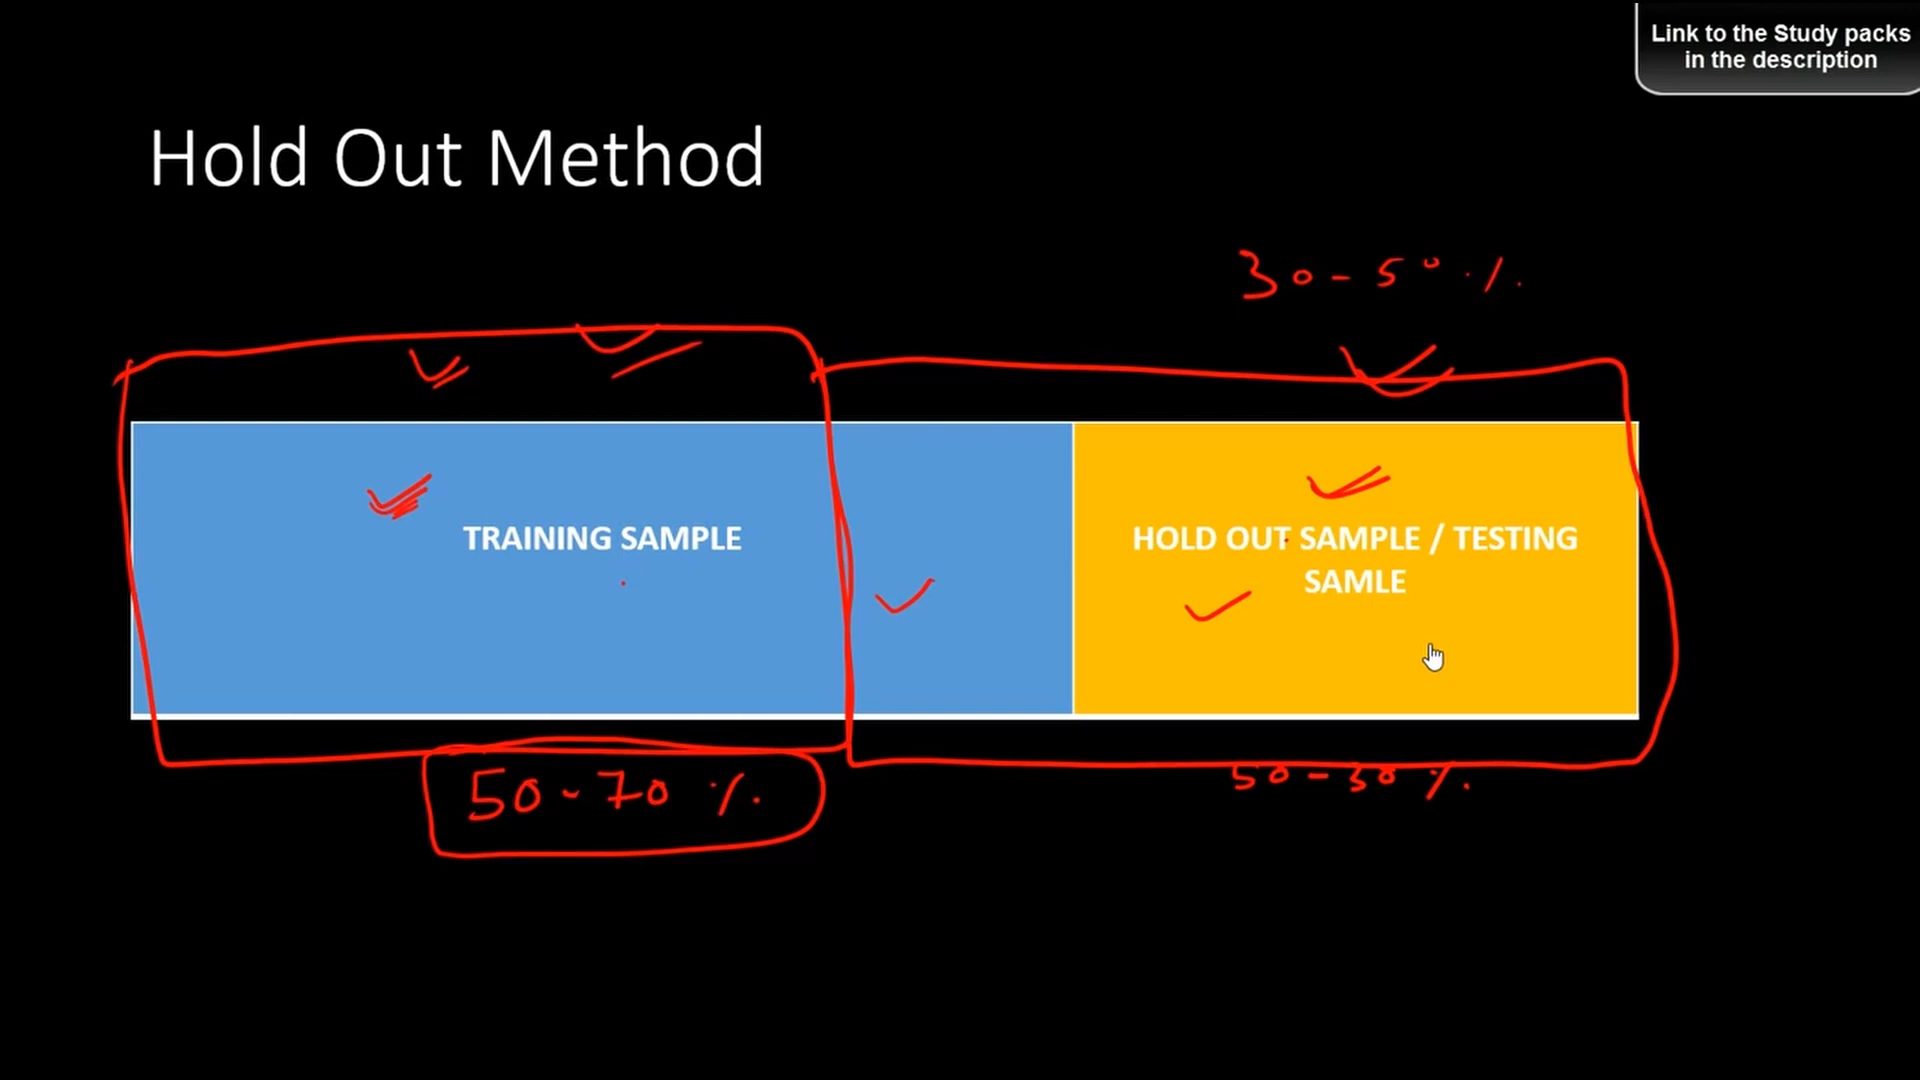 Link to the Study packs
in the description
Hold Out Method
30-50%.
TRAINING SAMPLE
HOLD OUT SAMPLE / TESTING
SAMLE
50-70%.
50-30%.